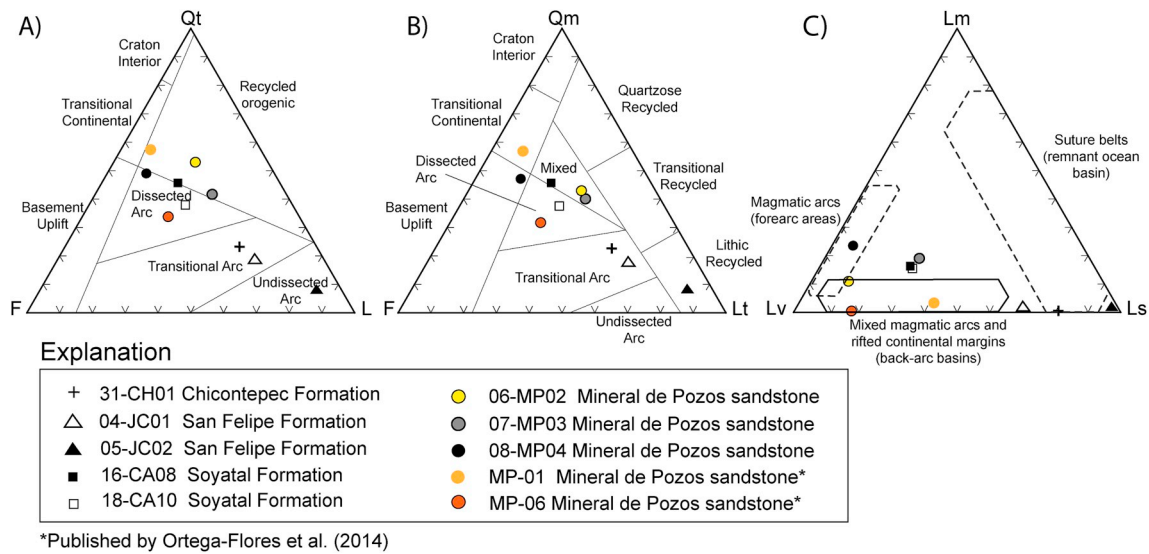 A)
Qt
Craton
Interior
Recycled
orogenic
Transitional
Continental
Dissected
Arc
Basement
Uplift
Transitional Arc
Undissected
Arc
F
L
B)
Qm
Craton
Interior
Quartzose
Recycled
Transitional
Continental
Dissected
Arc
Mixed
Transitional
Recycled
Basement
Uplift
Lithic
Recycled
Transitional Arc
F
Lt
Undissected
Arc
C)
Lm
Suture belts
(remnant ocean
basin)
Magmatic arcs
(forearc areas)
Lv
Ls
Mixed magmatic arcs and
rifted continental margins
(back-arc basins)
Explanation
31-CH01 Chicontepec Formation
04-JC01 San Felipe Formation
05-JC02 San Felipe Formation
16-CA08 Soyatal Formation
18-CA10 Soyatal Formation
06-MP02 Mineral de Pozos sandstone
07-MP03 Mineral de Pozos sandstone
08-MP04 Mineral de Pozos sandstone
MP-01 Mineral de Pozos sandstone*
MP-06 Mineral de Pozos sandstone*
*Published by Ortega-Flores et al. (2014)